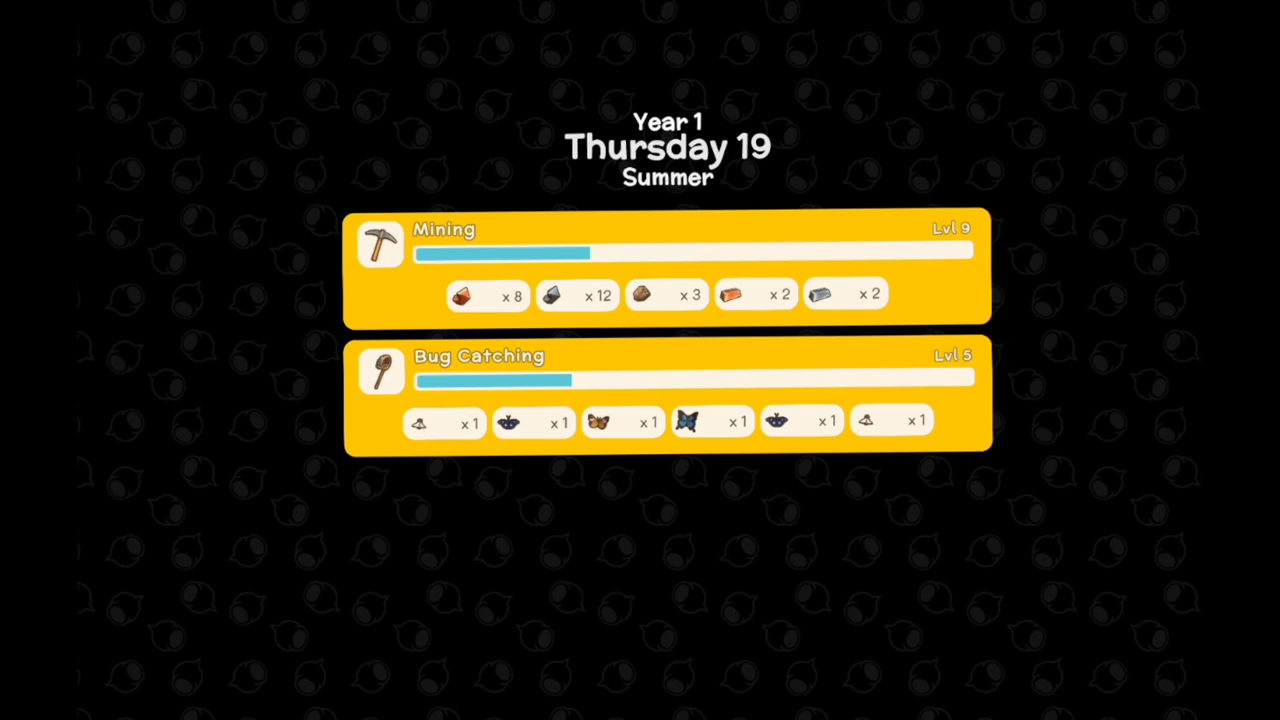 Year 1
Thursday 19
Summer
Mining
Lvl 9
x 8
x 12
x 3
x 2
x 2
Bug Catching
Lvl 5
x 1
x 1
x 1
x 1
x 1
x 1